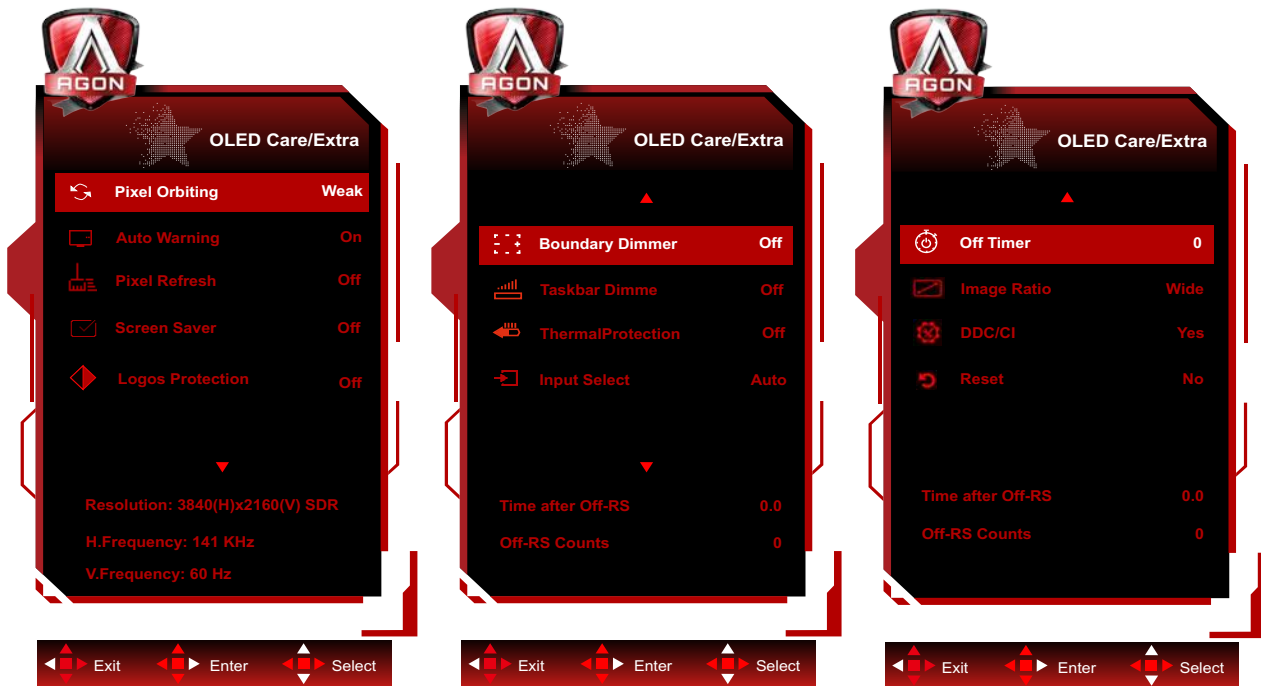 AGON
OLED Care/Extra
Pixel Orbiting Weak
Auto Warning On
Pixel Refresh Off
Screen Saver Off
Logos Protection Off
Resolution: 3840(H)x2160(V) SDR
H.Frequency: 141 KHz
V.Frequency: 60 Hz
Exit Enter Select
AGON
OLED Care/Extra
Boundary Dimmer Off
Taskbar Dimme Off
ThermalProtection Off
Input Select Auto
Time after Off-RS 0.0
Off-RS Counts 0
Exit Enter Select
AGON
OLED Care/Extra
Off Timer 0
Image Ratio Wide
DDC/CI Yes
Reset No
Time after Off-RS 0.0
Off-RS Counts 0
Exit Enter Select